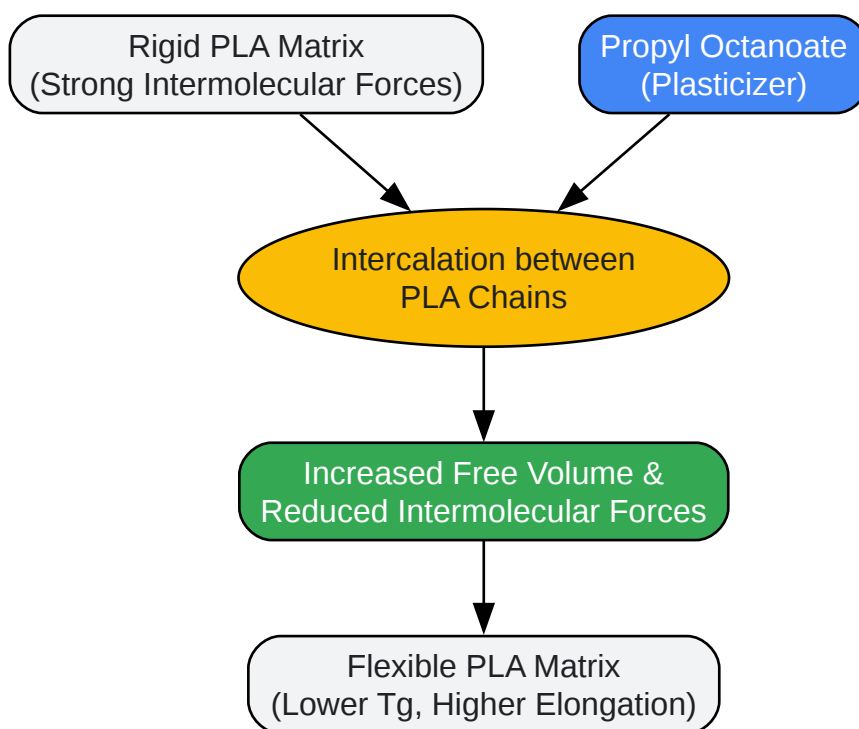 Rigid PLA Matrix
(Strong Intermolecular Forces)
Propyl Octanoate
(Plasticizer)
Intercalation between
PLA Chains
Increased Free Volume &
Reduced Intermolecular Forces
Flexible PLA Matrix
(Lower Tg, Higher Elongation)